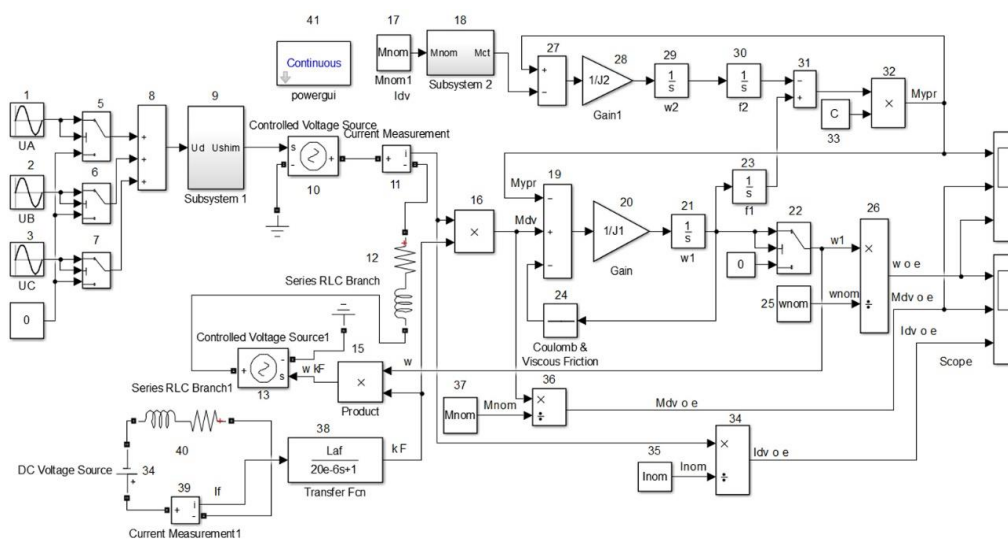 41
Continuous
powergui
17
Mnom
Mnom1
Idv
18
Mnom Mct
Subsystem 2
27
+
−
28
1/J2
Gain1
29
1
s
w2
30
1
s
f2
31
−
+
32
×
Mypr
C
33
1
UA
2
UB
3
UC
0
5
6
7
8
+
+
+
9
Ud Ushim
Subsystem 1
Controlled Voltage Source
s
+
-
10
Current Measurement
+ i
-
11
12
Series RLC Branch
16
×
Mypr
Mdv
19
−
+
−
20
1/J1
Gain
21
1
s
w1
23
1
s
f1
22
0
w1
25 wnom
wnom
26
×
÷
w o e
Mdv o e
Idv o e
Scope
24
Coulomb &
Viscous Friction
Controlled Voltage Source1
+
-
s
13
w kF
15
×
Product
w
37
Mnom
Mnom
36
×
÷
Mdv o e
34
×
÷
Idv o e
35
Inom
Inom
Series RLC Branch1
40
DC Voltage Source
34
+
39
+ i
-
If
Current Measurement1
38
Laf
20e-6s+1
Transfer Fcn
kF